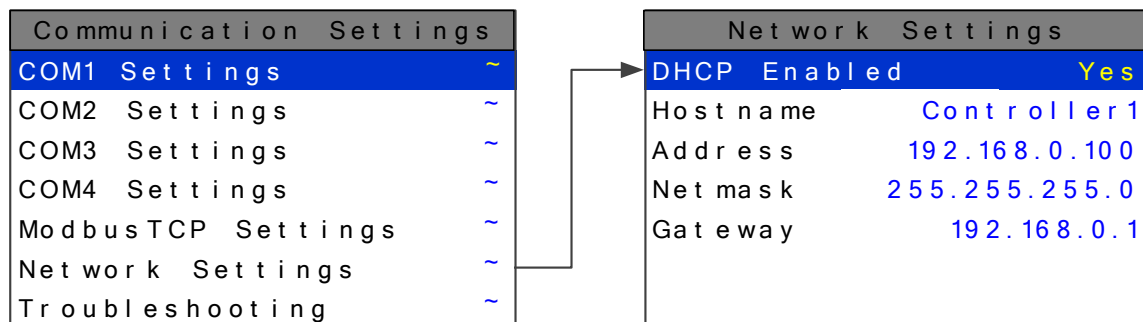 Communication Settings
COM1 Settings ~
COM2 Settings ~
COM3 Settings ~
COM4 Settings ~
ModbusTCP Settings ~
Network Settings ~
Troubleshooting ~
Network Settings
DHCP Enabled Yes
Hostname Controller1
Address 192.168.0.100
Netmask 255.255.255.0
Gateway 192.168.0.1